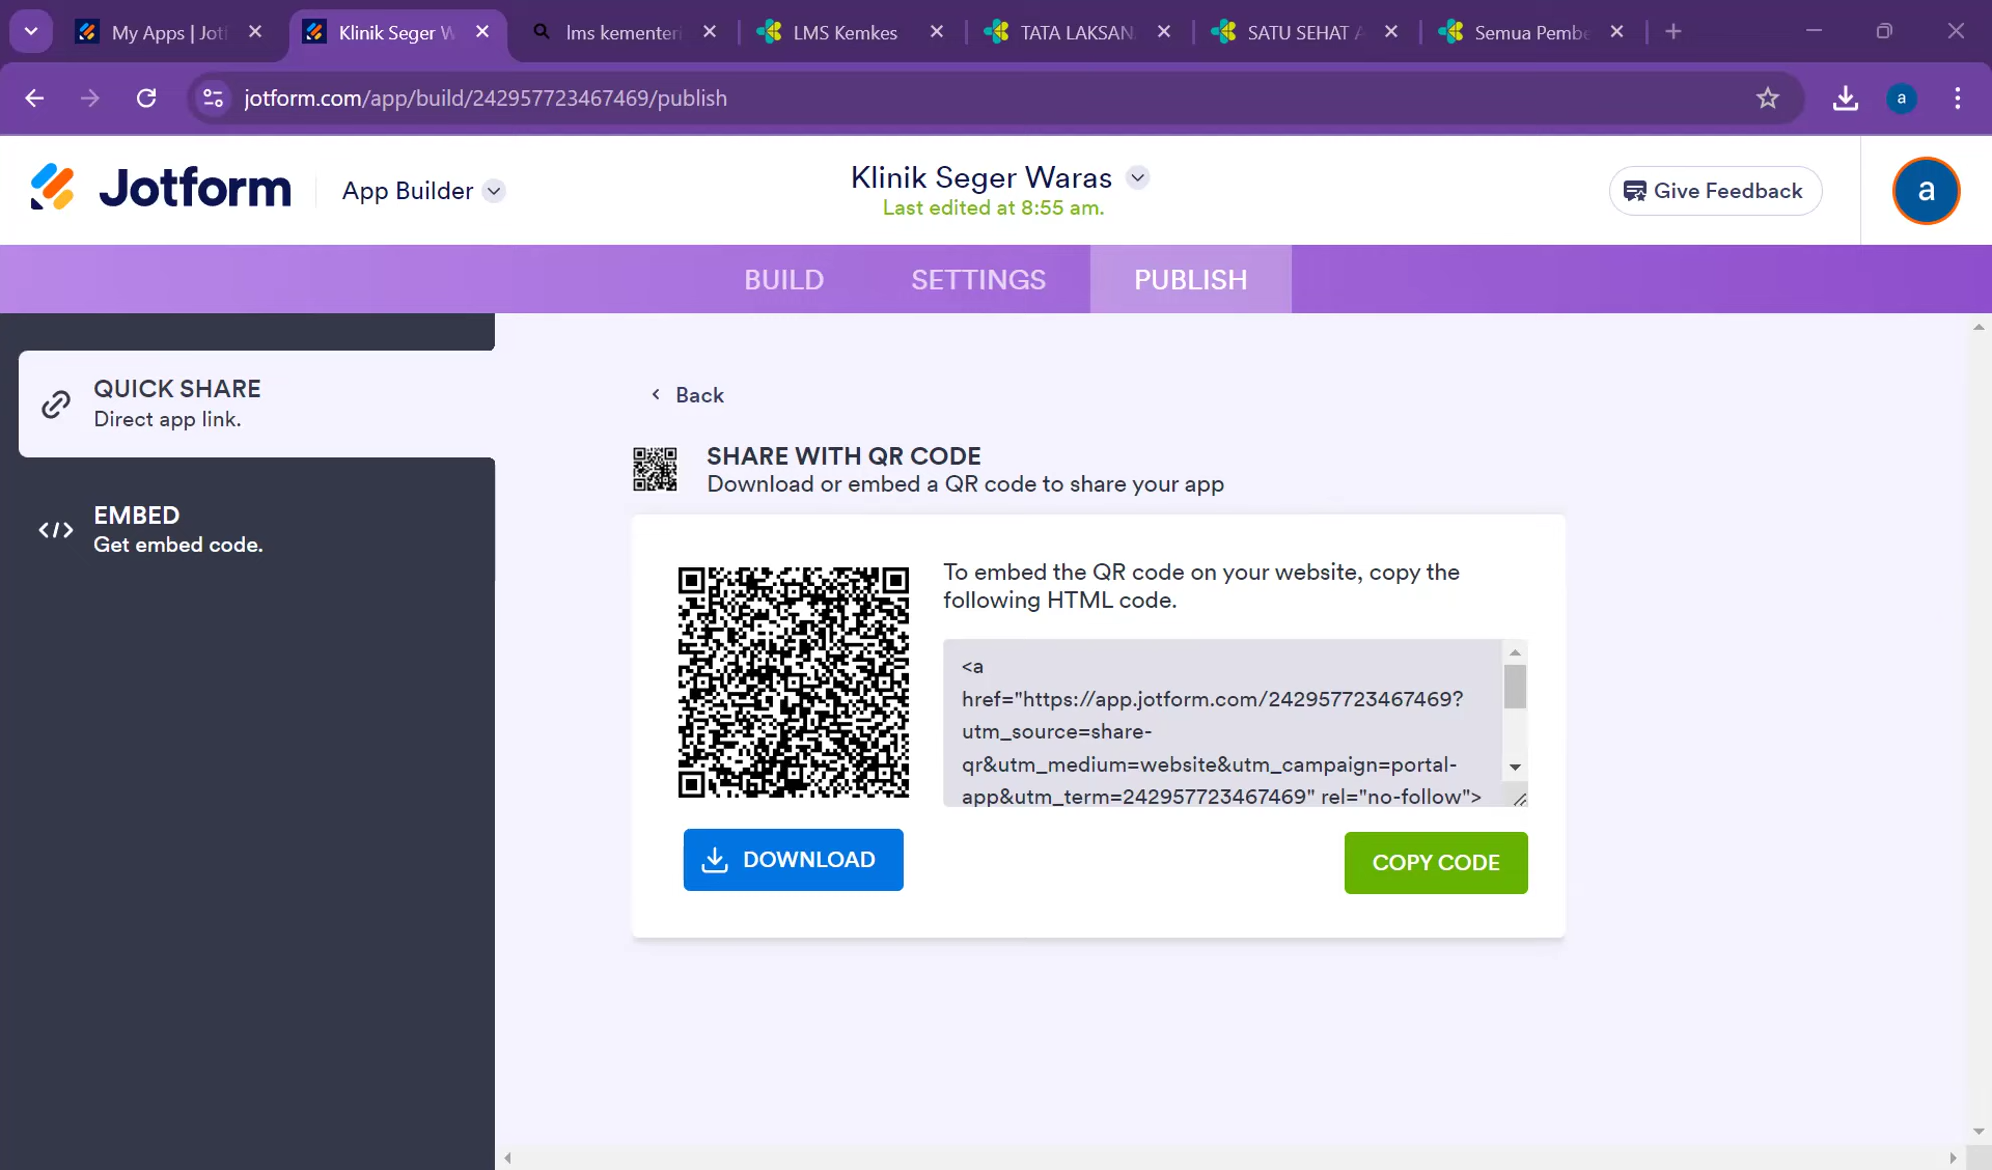 My Apps | Jotf
Klinik Seger W
lms kementeri
LMS Kemkes
TATA LAKSAN
SATU SEHAT A
Semua Pembe
jotform.com/app/build/242957723467469/publish
a
Jotform
App Builder
Klinik Seger Waras
Last edited at 8:55 am.
Give Feedback
a
BUILD
SETTINGS
PUBLISH
QUICK SHARE
Direct app link.
EMBED
Get embed code.
Back
SHARE WITH QR CODE
Download or embed a QR code to share your app
To embed the QR code on your website, copy the
following HTML code.
<a
href="https://app.jotform.com/242957723467469?
utm_source=share-
qr&utm_medium=website&utm_campaign=portal-
app&utm_term=242957723467469" rel="no-follow">
DOWNLOAD
COPY CODE